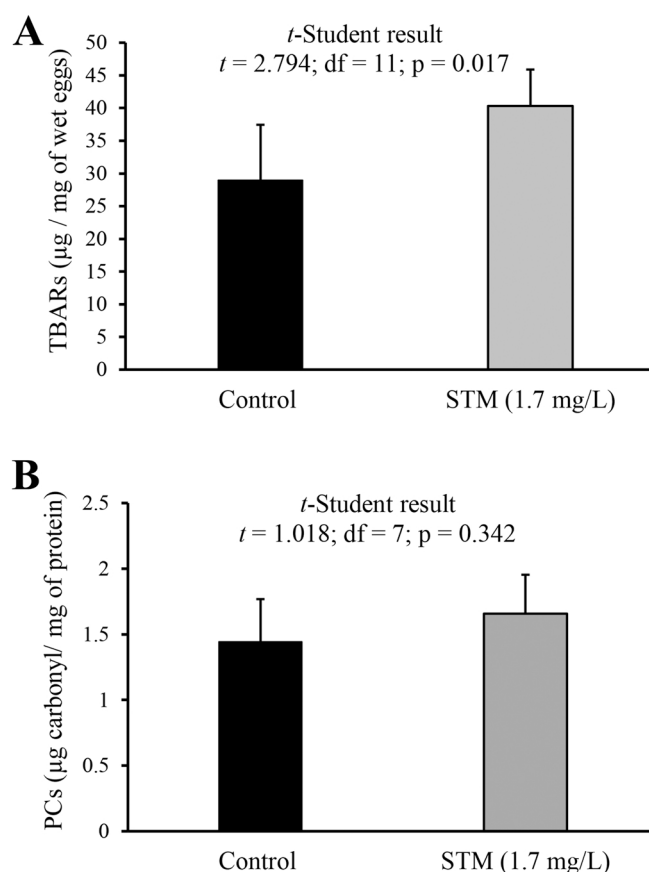 A
t-Student result
t = 2.794; df = 11; p = 0.017
TBARs (µg / mg of wet eggs)
50
45
40
35
30
25
20
15
10
5
0
Control
STM (1.7 mg/L)
B
t-Student result
t = 1.018; df = 7; p = 0.342
PCs (µg carbonyl/ mg of protein)
2.5
2
1.5
1
0.5
0
Control
STM (1.7 mg/L)